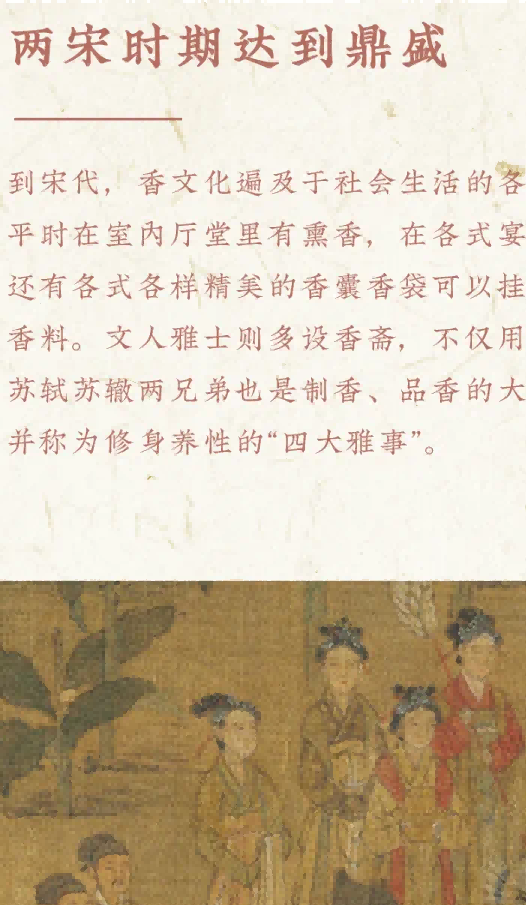 两宋时期达到鼎盛
到宋代，香文化遍及于社会生活的各
平时在室内厅堂里有熏香，在各式宴
还有各式各样精美的香囊香袋可以挂
香料。文人雅士则多设香斋，不仅用
苏轼苏辙两兄弟也是制香、品香的大
并称为修身养性的“四大雅事”。